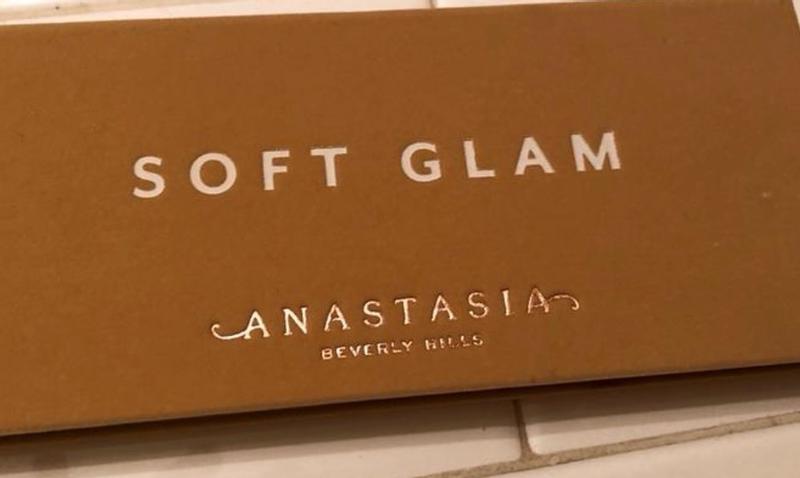 SOFT GLAM
ANASTASIA
BEVERLY HILLS